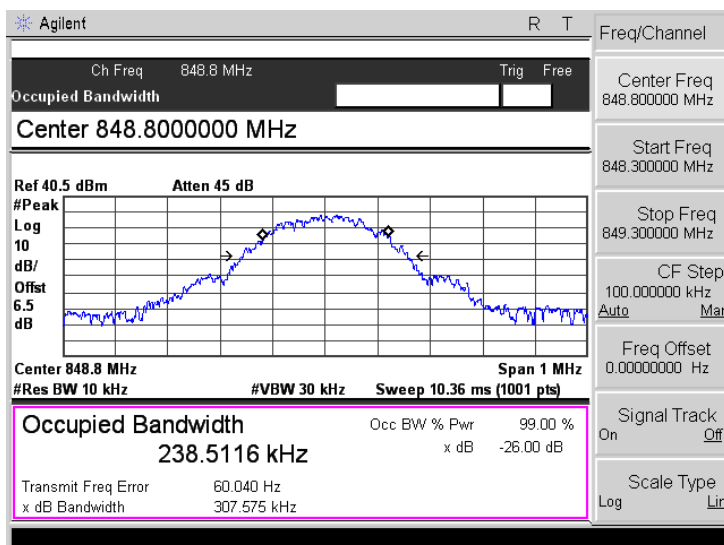 Agilent R T
Freq/Channel
Ch Freq 848.8 MHz Trig Free
Occupied Bandwidth
Center 848.8000000 MHz
Ref 40.5 dBm Atten 45 dB
#Peak
Log
10
dB/
Offst
6.5
dB
Center 848.8 MHz Span 1 MHz
#Res BW 10 kHz #VBW 30 kHz Sweep 10.36 ms (1001 pts)
Occupied Bandwidth Occ BW % Pwr 99.00 %
238.5116 kHz x dB -26.00 dB
Transmit Freq Error 60.040 Hz
x dB Bandwidth 307.575 kHz
Center Freq
848.800000 MHz
Start Freq
848.300000 MHz
Stop Freq
849.300000 MHz
CF Step
100.000000 kHz
Auto Man
Freq Offset
0.00000000 Hz
Signal Track
On Off
Scale Type
Log Lin